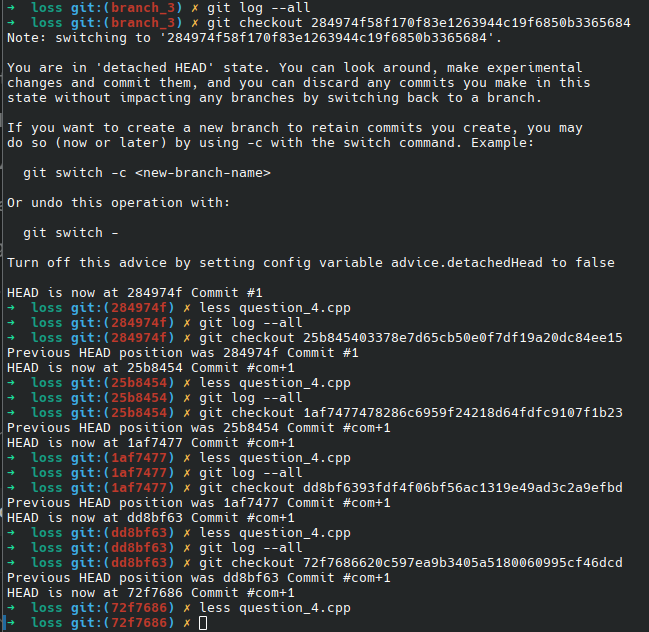 ➜  loss git:(branch_3) ✗ git log --all
➜  loss git:(branch_3) ✗ git checkout 284974f58f170f83e1263944c19f6850b3365684
Note: switching to '284974f58f170f83e1263944c19f6850b3365684'.
You are in 'detached HEAD' state. You can look around, make experimental
changes and commit them, and you can discard any commits you make in this
state without impacting any branches by switching back to a branch.
If you want to create a new branch to retain commits you create, you may
do so (now or later) by using -c with the switch command. Example:
git switch -c <new-branch-name>
Or undo this operation with:
git switch -
Turn off this advice by setting config variable advice.detachedHead to false
HEAD is now at 284974f Commit #1
➜  loss git:(284974f) ✗ less question_4.cpp
➜  loss git:(284974f) ✗ git log --all
➜  loss git:(284974f) ✗ git checkout 25b845403378e7d65cb50e0f7df19a20dc84ee15
Previous HEAD position was 284974f Commit #1
HEAD is now at 25b8454 Commit #com+1
➜  loss git:(25b8454) ✗ less question_4.cpp
➜  loss git:(25b8454) ✗ git log --all
➜  loss git:(25b8454) ✗ git checkout 1af7477478286c6959f24218d64fdfc9107f1b23
Previous HEAD position was 25b8454 Commit #com+1
HEAD is now at 1af7477 Commit #com+1
➜  loss git:(1af7477) ✗ less question_4.cpp
➜  loss git:(1af7477) ✗ git log --all
➜  loss git:(1af7477) ✗ git checkout dd8bf6393fdf4f06bf56ac1319e49ad3c2a9efbd
Previous HEAD position was 1af7477 Commit #com+1
HEAD is now at dd8bf63 Commit #com+1
➜  loss git:(dd8bf63) ✗ less question_4.cpp
➜  loss git:(dd8bf63) ✗ git log --all
➜  loss git:(dd8bf63) ✗ git checkout 72f7686620c597ea9b3405a5180060995cf46dcd
Previous HEAD position was dd8bf63 Commit #com+1
HEAD is now at 72f7686 Commit #com+1
➜  loss git:(72f7686) ✗ less question_4.cpp
➜  loss git:(72f7686) ✗